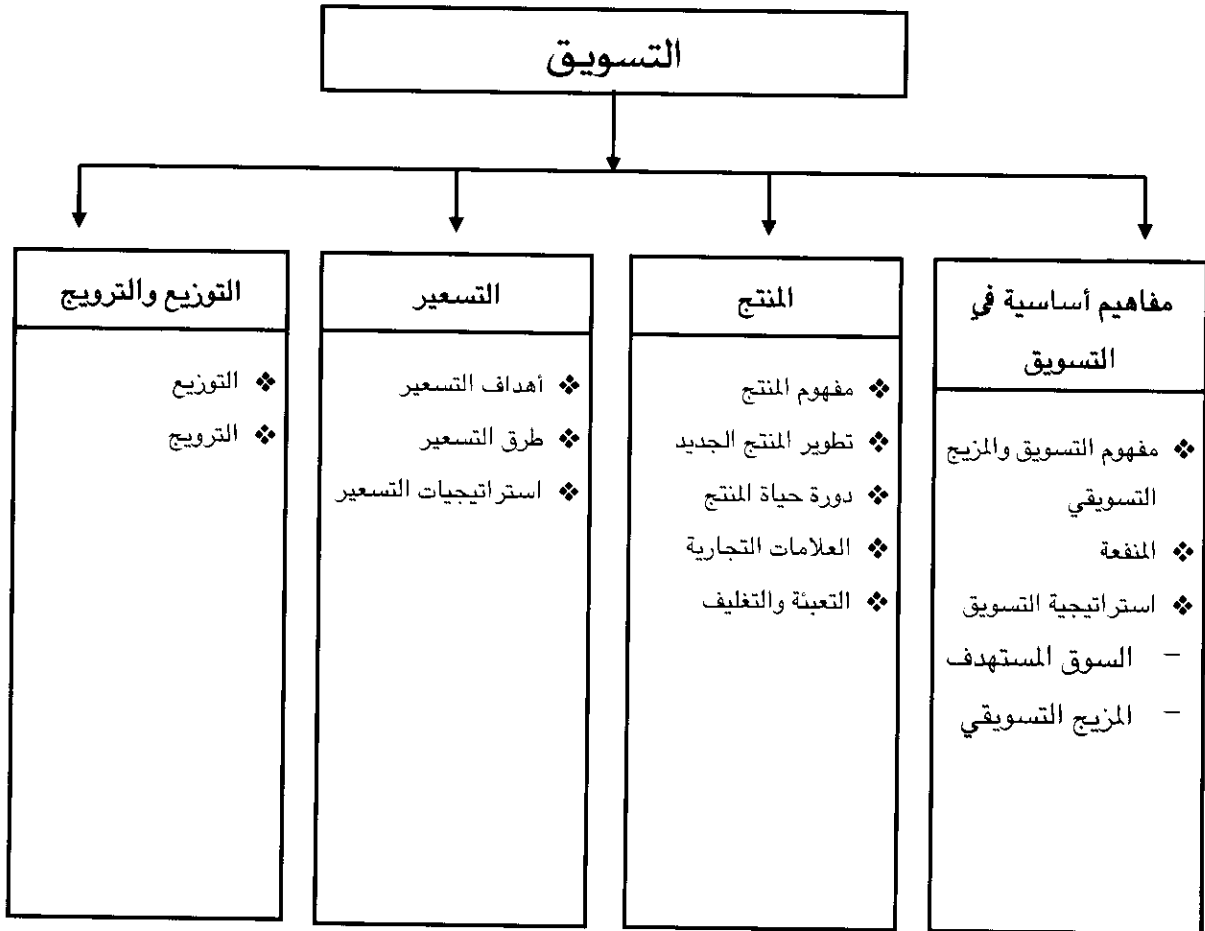 التسويق
مفاهيم أساسية في
التسويق
❖ مفهوم التسويق والمزيج
التسويقي
❖ المنفعة
❖ استراتيجية التسويق
– السوق المستهدف
– المزيج التسويقي
المنتج
❖ مفهوم المنتج
❖ تطوير المنتج الجديد
❖ دورة حياة المنتج
❖ العلامات التجارية
❖ التعبئة والتغليف
التسعير
❖ أهداف التسعير
❖ طرق التسعير
❖ استراتيجيات التسعير
التوزيع والترويج
❖ التوزيع
❖ الترويج